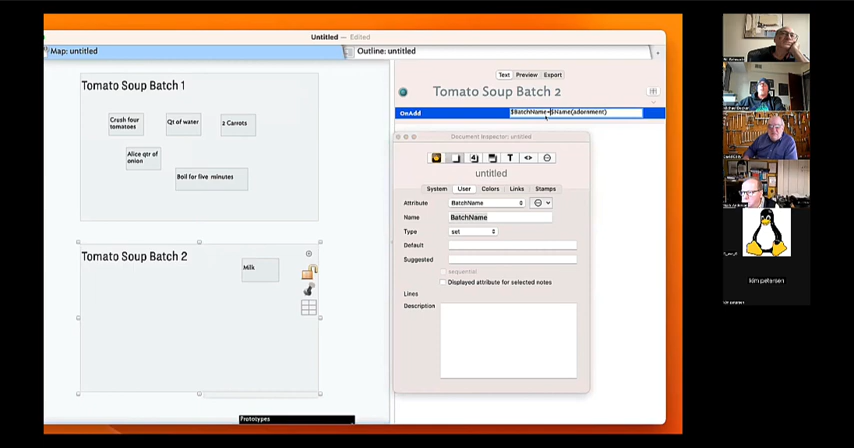 Untitled — Edited
Map: untitled
Outline: untitled
Tomato Soup Batch 1
Crush four
tomatoes
Qt of water
2 Carrots
Alice qtr of
onion
Boil for five minutes
Tomato Soup Batch 2
Milk
Prototypes
Text Preview Export
Tomato Soup Batch 2
OnAdd
$BatchName=$Name(adornment)
Document Inspector: untitled
untitled
System User Colors Links Stamps
Attribute BatchName
Name BatchName
Type set
Default
Suggested
sequential
Displayed attribute for selected notes
Lines
Description
kim petersen